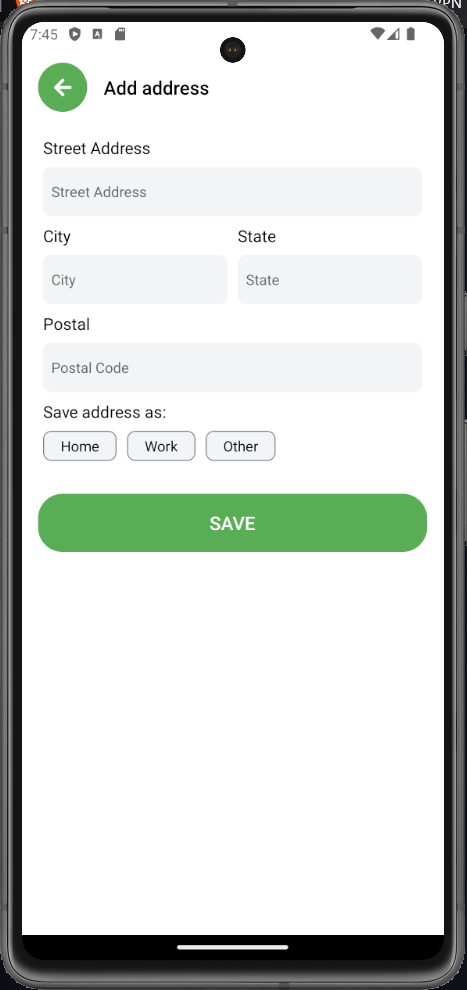 VPN
7:45
Add address
Street Address
Street Address
City State
City State
Postal
Postal Code
Save address as:
Home Work Other
SAVE